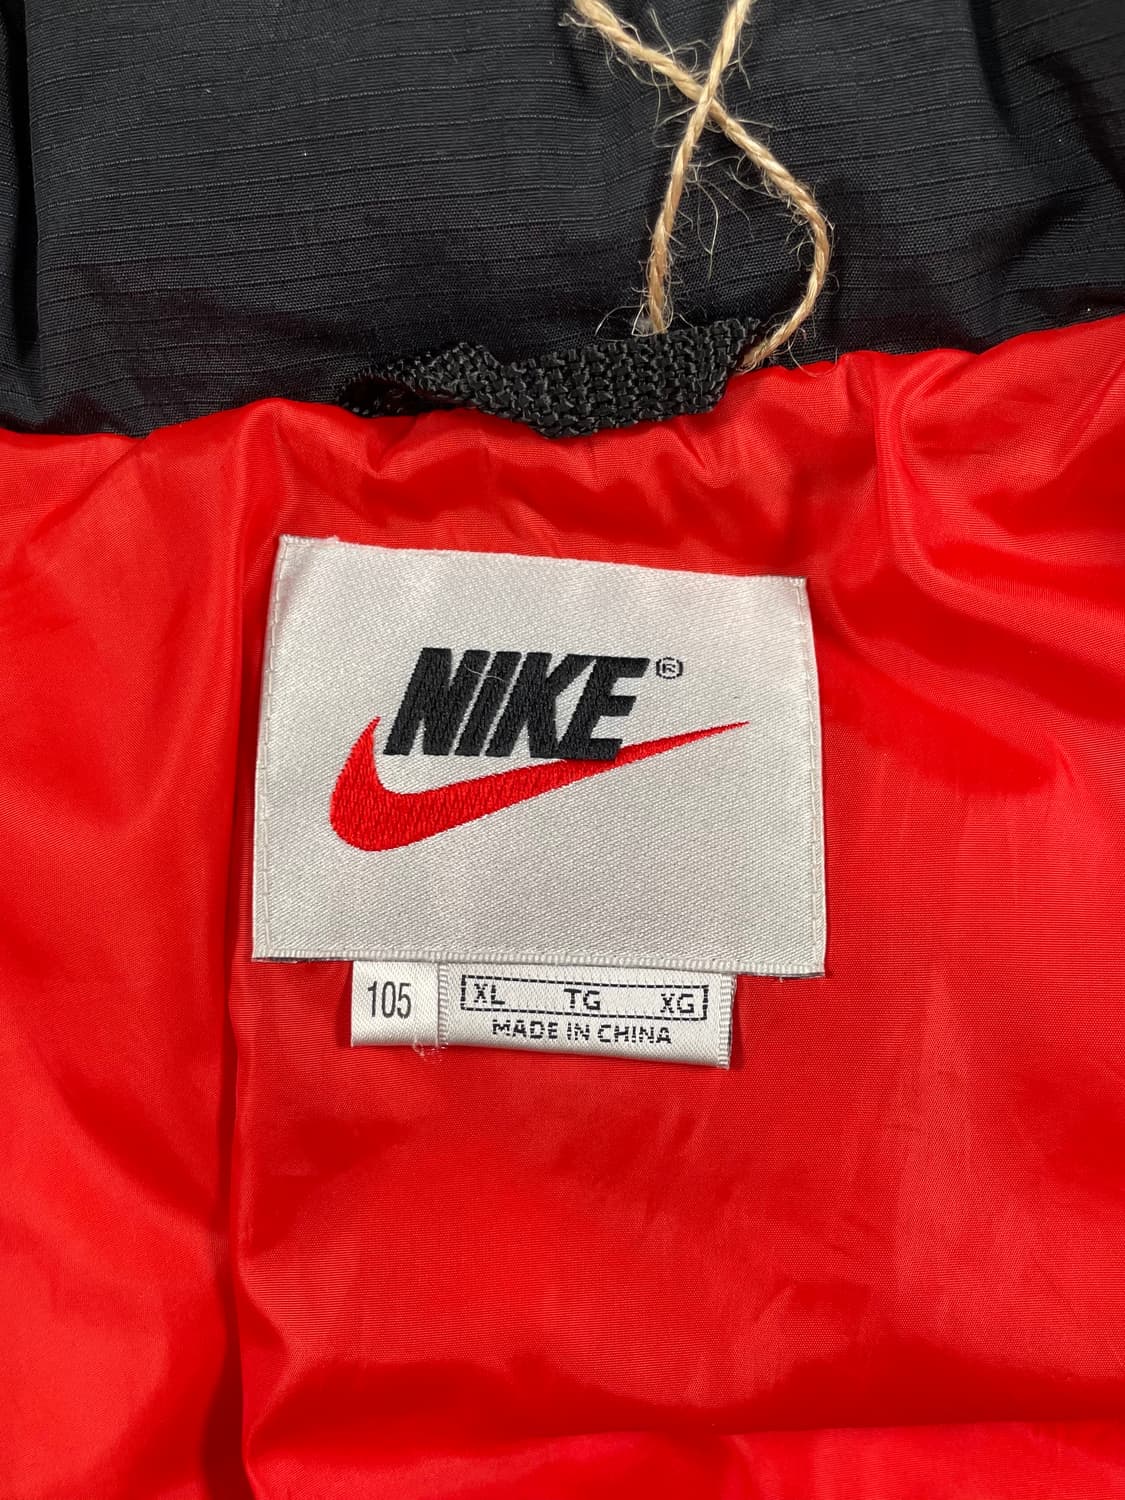 NIKE®
105
XL TG XG
MADE IN CHINA